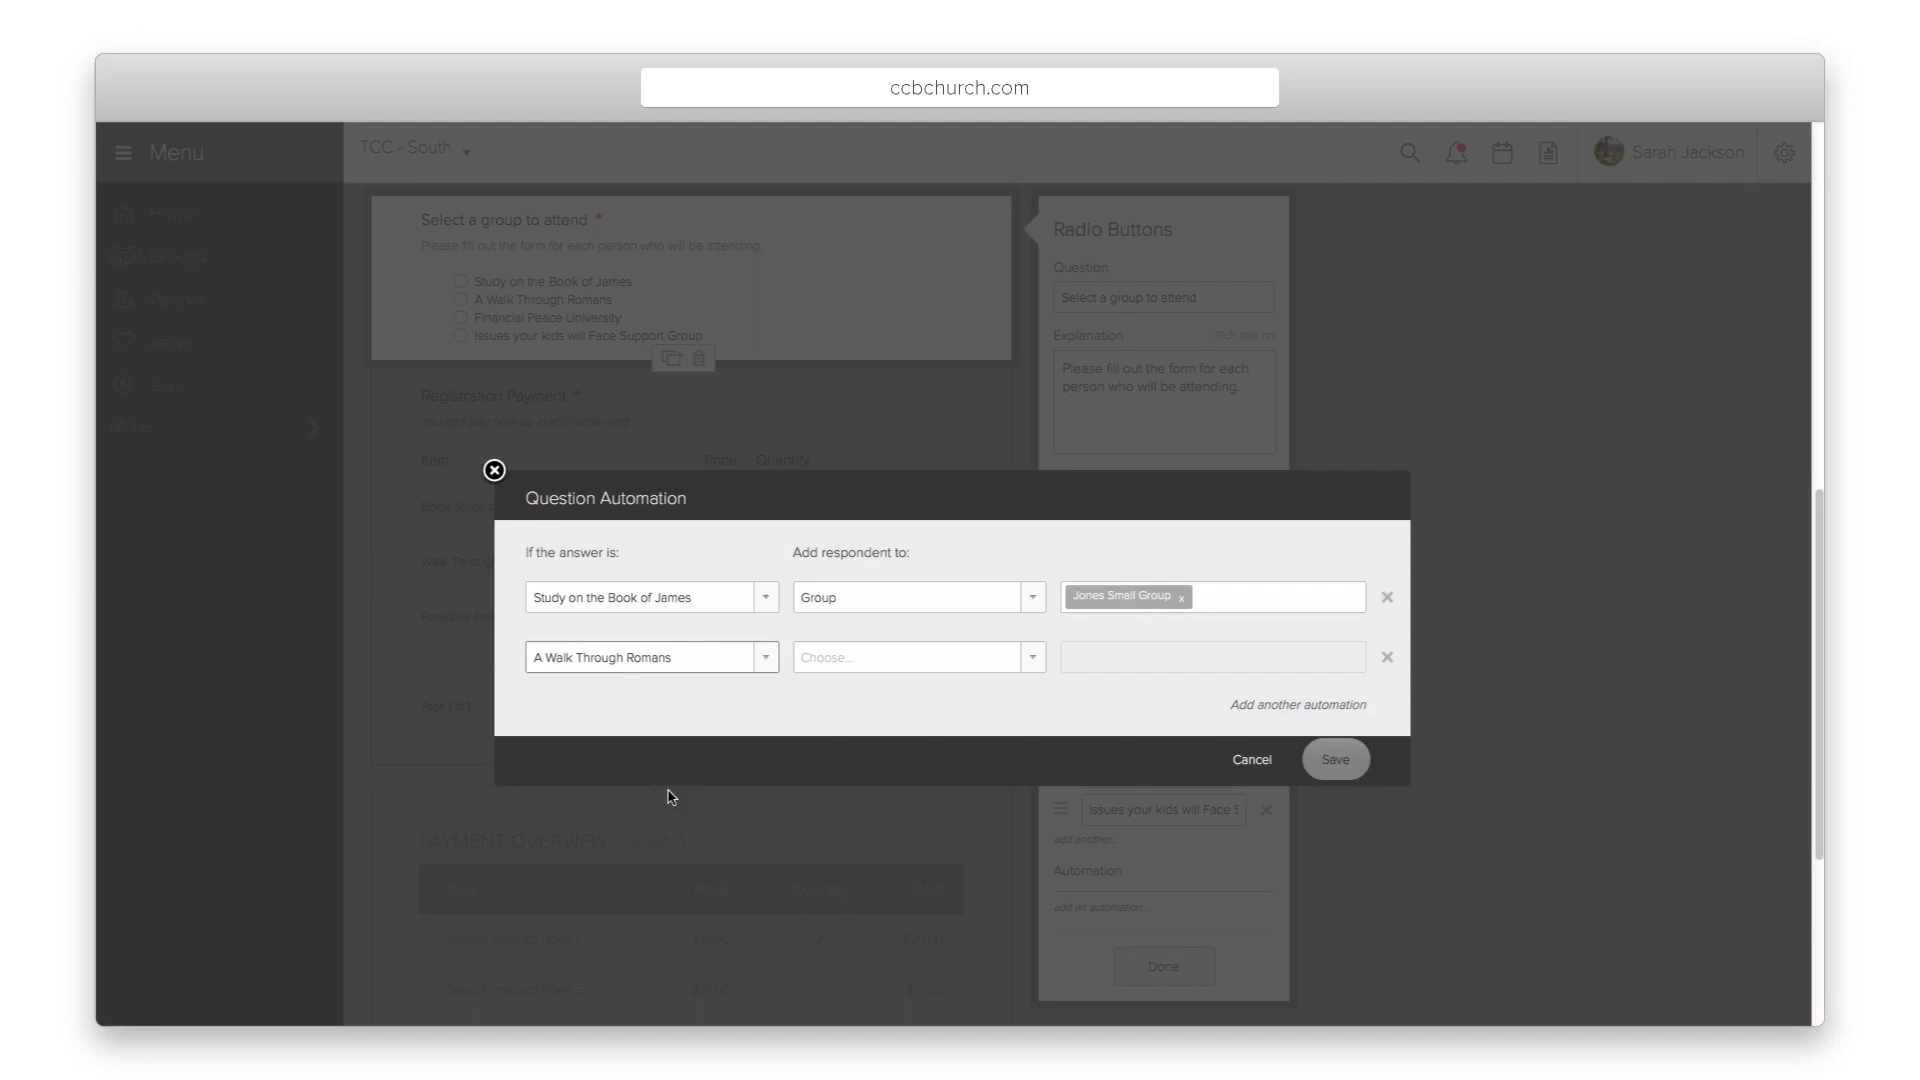 ccbchurch.com
Menu
TCC - South
Sarah Jackson
Home
Groups
People
Serve
Give
More
Select a group to attend *
Please fill out the form for each person who will be attending.
Study on the Book of James
A Walk Through Romans
Financial Peace University
Issues your kids will Face Support Group
Registration Payment *
You can pay now by credit/debit card
Item Price Quantity
Book Study
Walk Through
Financial
Page 1 of 1
PAYMENT OVERVIEW - SAMPLE
Item Price Quantity Total
$10.00 2 $20.00
Radio Buttons
Question
Select a group to attend
Explanation
Rich text on
Please fill out the form for each
person who will be attending.
Question Automation
If the answer is: Add respondent to:
Study on the Book of James Group Jones Small Group x
A Walk Through Romans Choose...
Add another automation
Cancel Save
Issues your kids will Face S
add another...
Automation
add an automation...
Done